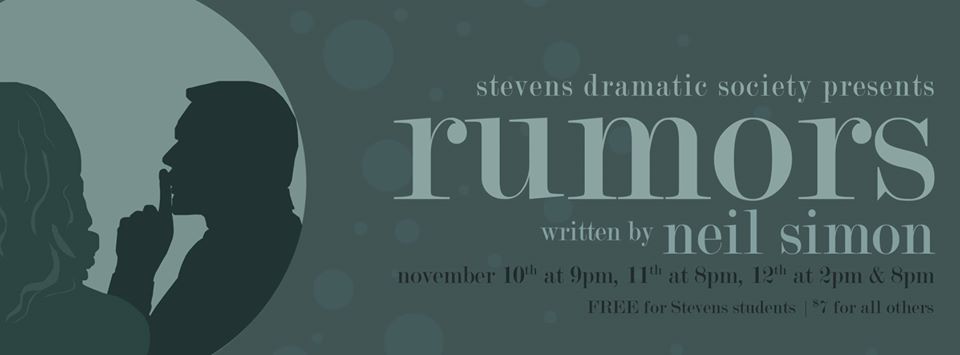 stevens dramatic society presents
rumors
written by neil simon
november 10th at 9pm, 11th at 8pm, 12th at 2pm & 8pm
FREE for Stevens students | $7 for all others